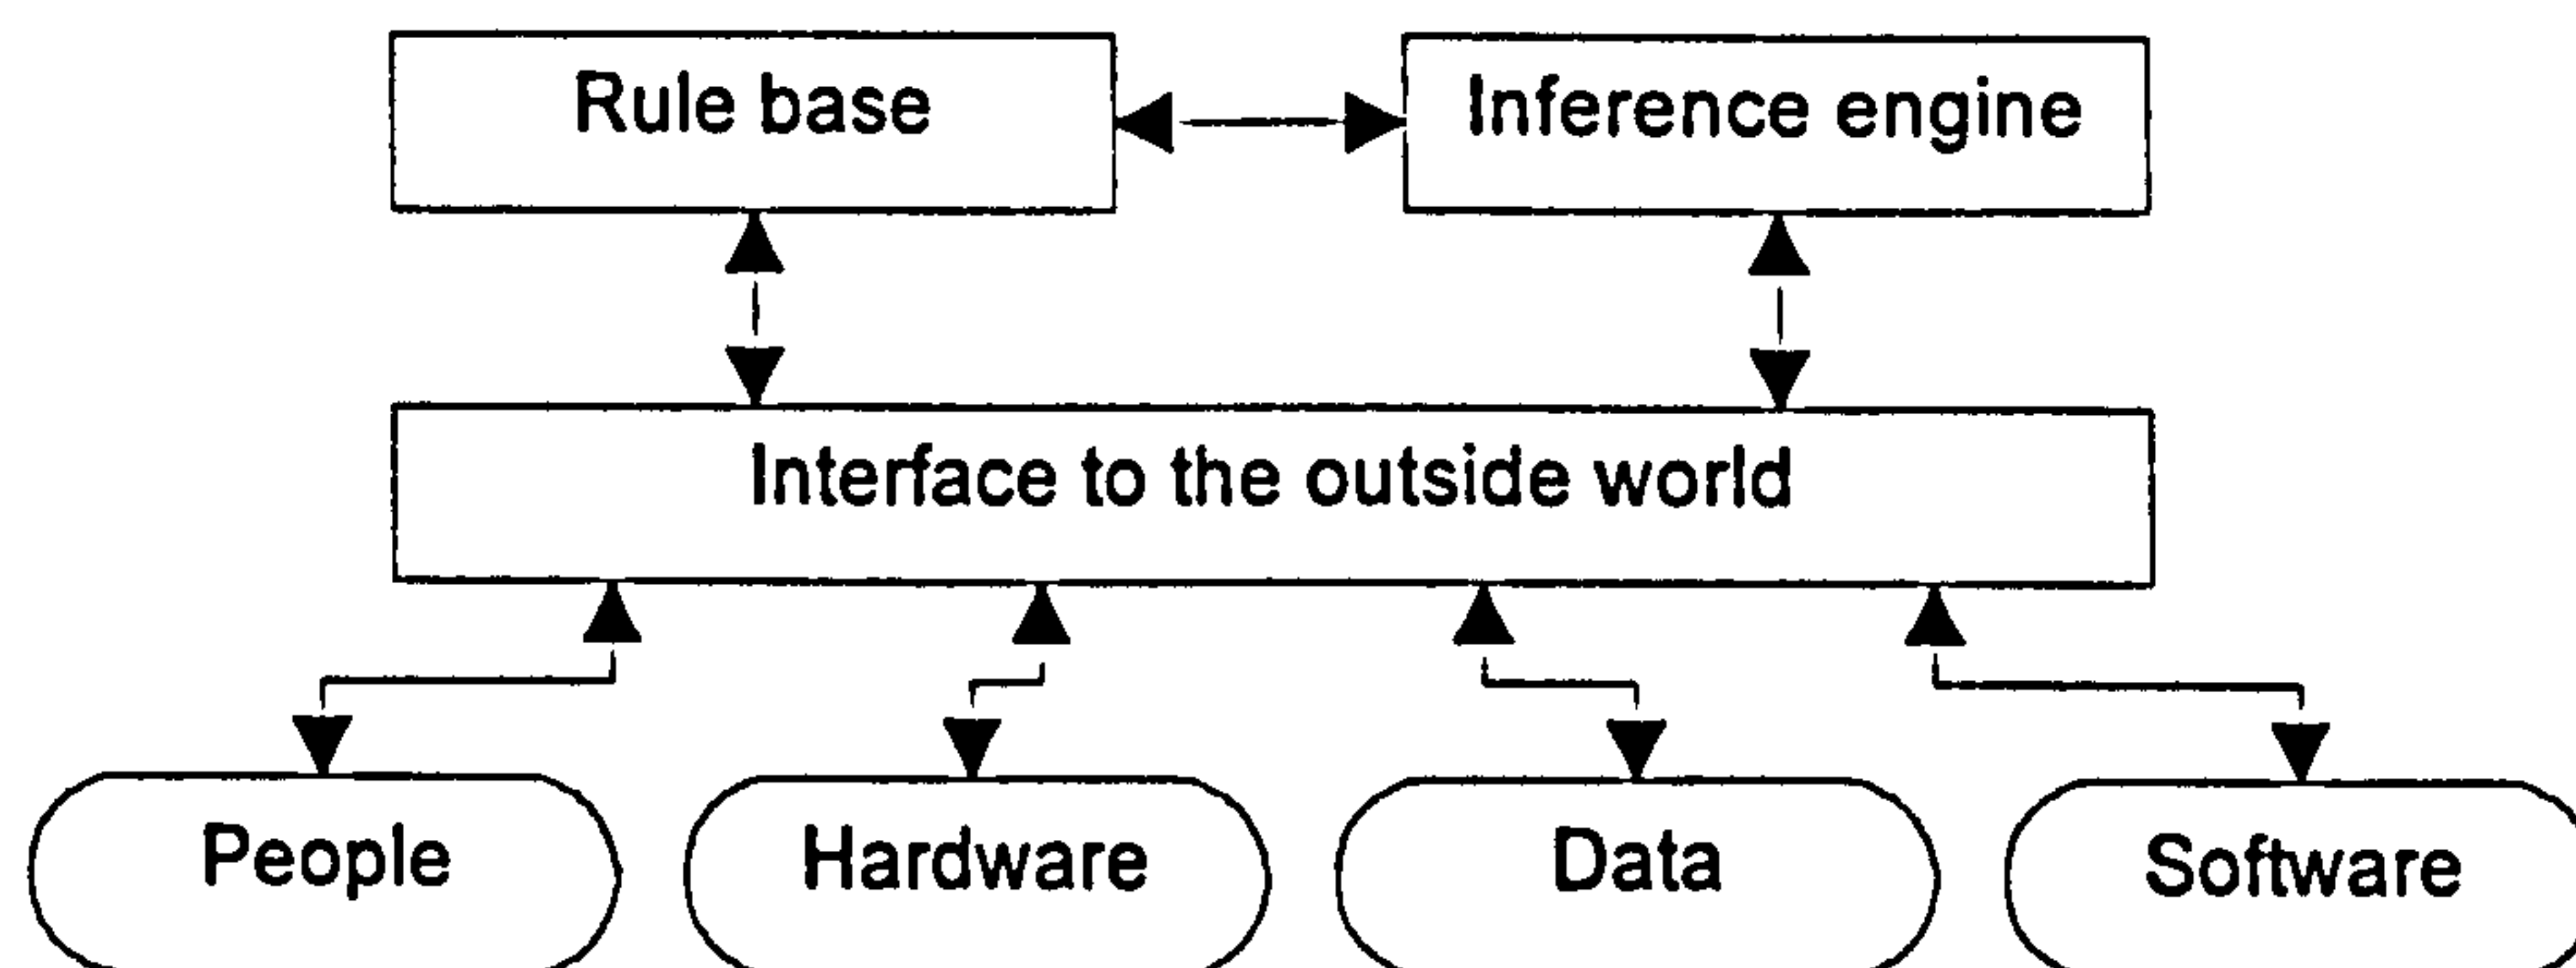 Rule base
Inference engine
Interface to the outside world
People
Hardware
Data
Software